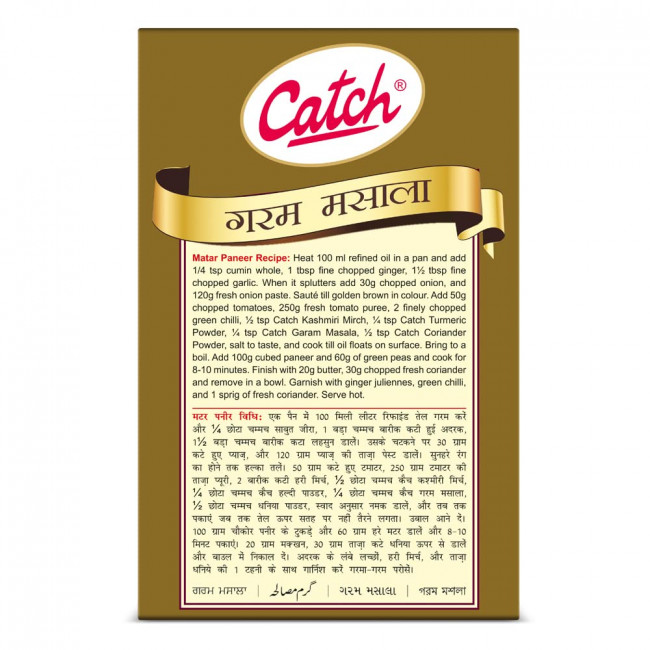 Catch®
गरम मसाला
Matar Paneer Recipe: Heat 100 ml refined oil in a pan and add
1/4 tsp cumin whole, 1 tbsp fine chopped ginger, 1½ tbsp fine
chopped garlic. When it splutters add 30g chopped onion, and
120g fresh onion paste. Sauté till golden brown in colour. Add 50g
chopped tomatoes, 250g fresh tomato puree, 2 finely chopped
green chilli, ½ tsp Catch Kashmiri Mirch, ¼ tsp Catch Turmeric
Powder, ¼ tsp Catch Garam Masala, ½ tsp Catch Coriander
Powder, salt to taste, and cook till oil floats on surface. Bring to a
boil. Add 100g cubed paneer and 60g of green peas and cook for
8-10 minutes. Finish with 20g butter, 30g chopped fresh coriander
and remove in a bowl. Garnish with ginger juliennes, green chilli,
and 1 sprig of fresh coriander. Serve hot.
मटर पनीर विधि: एक पैन में 100 मिली लीटर रिफाईंड तेल गरम करें
और ¼ छोटा चम्मच साबुत जीरा, 1 बड़ा चम्मच बारीक कटी हुई अदरक,
1½ बड़ा चम्मच बारीक कटा लहसुन डालें। उसके चटकने पर 30 ग्राम
कटे हुए प्याज़, और 120 ग्राम प्याज़ की ताज़ा पेस्ट डालें। सुनहरे रंग
का होने तक हल्का तलें। 50 ग्राम कटे हुए टमाटर, 250 ग्राम टमाटर की
ताज़ा प्यूरी, 2 बारीक कटी हरी मिर्च, ½ छोटा चम्मच कैच कश्मीरी मिर्च,
¼ छोटा चम्मच कैच हल्दी पाउडर, ¼ छोटा चम्मच कैच गरम मसाला,
½ छोटा चम्मच धनिया पाउडर, स्वाद अनुसार नमक डालें, और तब तक
पकाएं जब तक तेल ऊपर सतह पर नहीं तैरने लगता। उबाल आने दें।
100 ग्राम चौकोर पनीर के टुकड़े और 60 ग्राम हरे मटर डालें और 8-10
मिनट पकाएं। 20 ग्राम मक्खन, 30 ग्राम ताज़ा कटे धनिया ऊपर से डालें
और बाउल में निकाल दें। अदरक के लंबे लच्छों, हरी मिर्च, और ताज़ा
धनिये की 1 टहनी के साथ गार्निश करें गरमा-गरम परोसें।
ਗਰਮ ਮਸਾਲਾ | گرم مصالحہ | ગરમ મસાલા | গরম মশলা